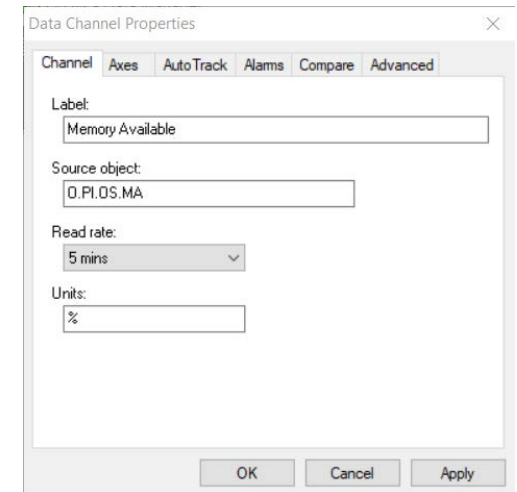 Data Channel Properties
Channel Axes AutoTrack Alarms Compare Advanced
Label:
Memory Available
Source object:
O.PI.OS.MA
Read rate:
5 mins
Units:
%
OK Cancel Apply